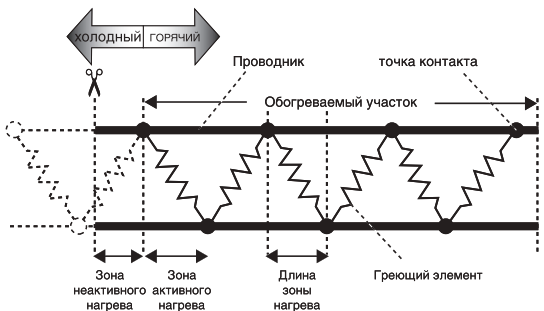 ХОЛОДНЫЙ ГОРЯЧИЙ
Проводник
точка контакта
Обогреваемый участок
Зона
неактивного
нагрева
Зона
активного
нагрева
Длина
зоны
нагрева
Греющий элемент